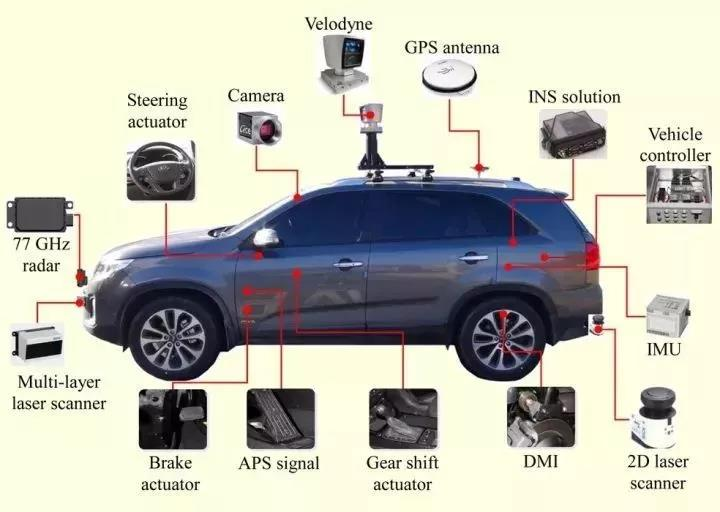 Velodyne
GPS antenna
Steering
actuator
Camera
INS solution
Vehicle
controller
77 GHz
radar
Multi-layer
laser scanner
IMU
Brake
actuator
APS signal
Gear shift
actuator
DMI
2D laser
scanner